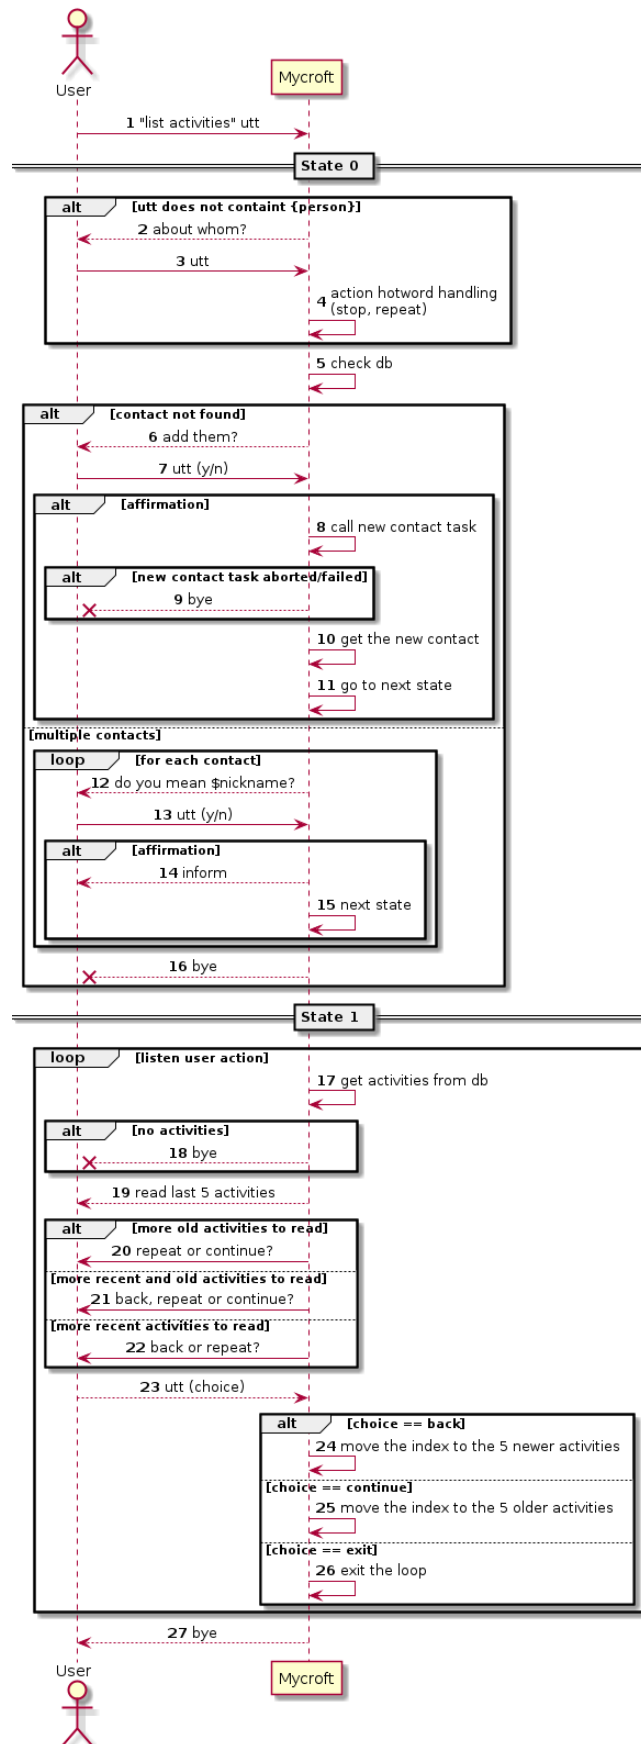 User
Mycroft
1 "list activities" utt
State 0
alt [utt does not containt {person}]
2 about whom?
3 utt
4 action hotword handling
(stop, repeat)
5 check db
alt [contact not found]
6 add them?
7 utt (y/n)
alt [affirmation]
8 call new contact task
alt [new contact task aborted/failed]
9 bye
10 get the new contact
11 go to next state
[multiple contacts]
loop [for each contact]
12 do you mean $nickname?
13 utt (y/n)
alt [affirmation]
14 inform
15 next state
16 bye
State 1
loop [listen user action]
17 get activities from db
alt [no activities]
18 bye
19 read last 5 activities
alt [more old activities to read]
20 repeat or continue?
[more recent and old activities to read]
21 back, repeat or continue?
[more recent activities to read]
22 back or repeat?
23 utt (choice)
alt [choice == back]
24 move the index to the 5 newer activities
[choice == continue]
25 move the index to the 5 older activities
[choice == exit]
26 exit the loop
27 bye
User
Mycroft